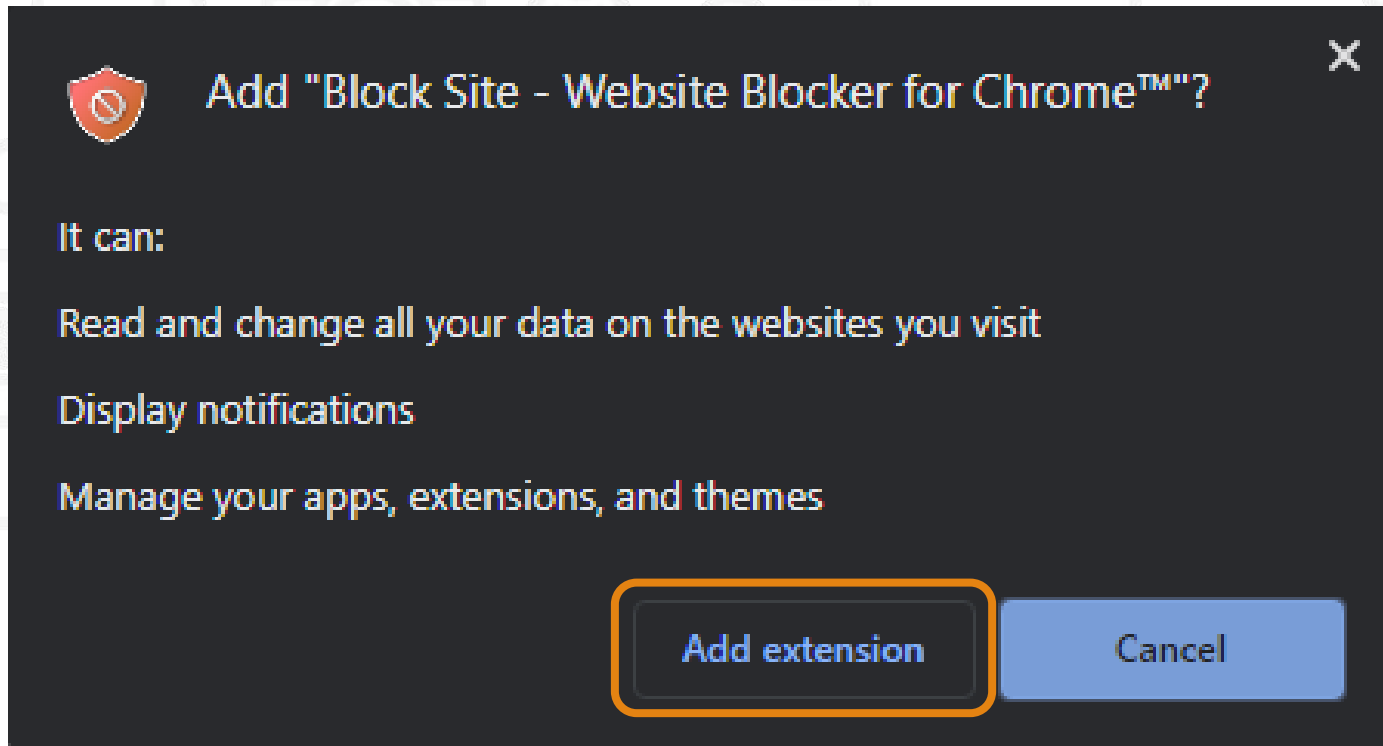 Add "Block Site - Website Blocker for Chrome™"?
It can:
Read and change all your data on the websites you visit
Display notifications
Manage your apps, extensions, and themes
Add extension
Cancel